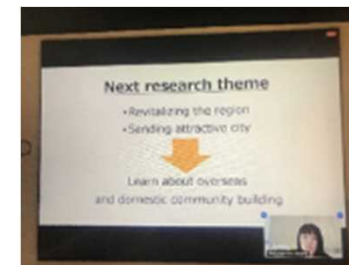 Next research theme
•Revitalizing the region
•Sending attractive city
Learn about overseas
and domestic community building